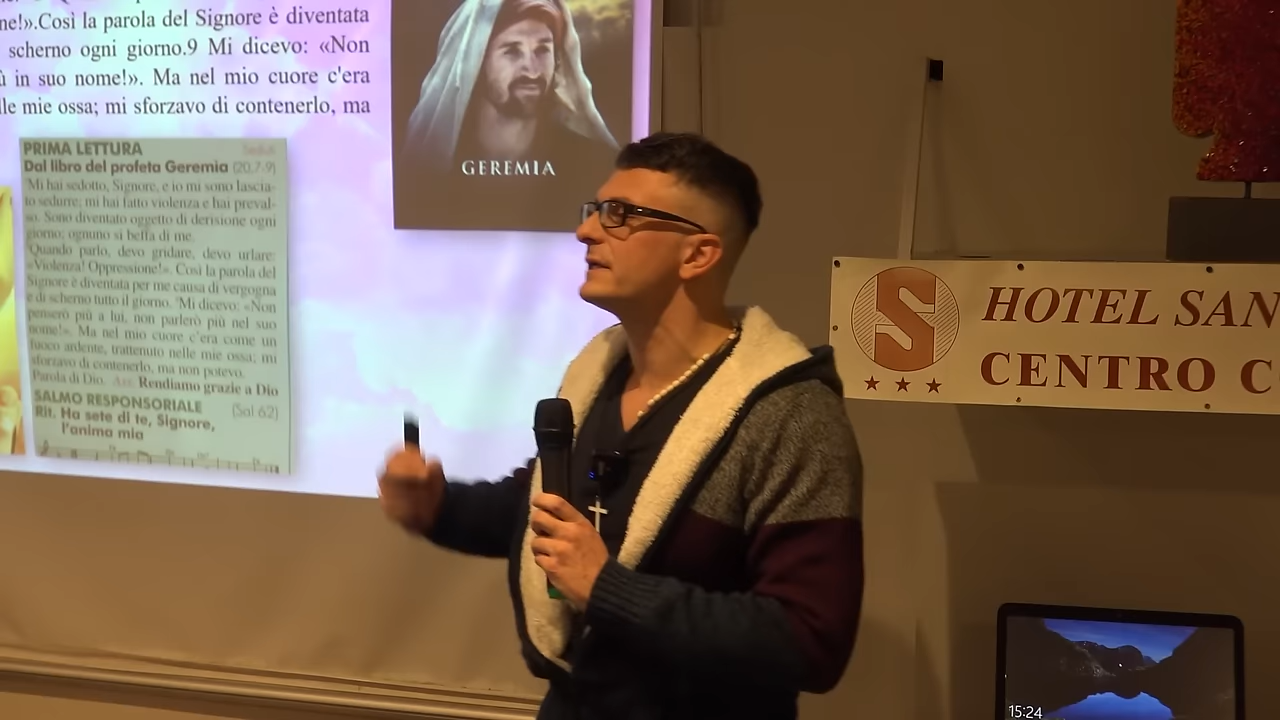 ne!».Così la parola del Signore è diventata
scherno ogni giorno.9 Mi dicevo: «Non
ù in suo nome!». Ma nel mio cuore c'era
lle mie ossa; mi sforzavo di contenerlo, ma
GEREMIA
PRIMA LETTURA
Dal libro del profeta Geremia (20,7-9)
Mi hai sedotto, Signore, e io mi sono lascia-
to sedurre; mi hai fatto violenza e hai preval-
so. Sono diventato oggetto di derisione ogni
giorno; ognuno si beffa di me.
Quando parlo, devo gridare, devo urlare:
«Violenza! Oppressione!». Così la parola del
Signore è diventata per me causa di vergogna
e di scherno tutto il giorno. Mi dicevo: «Non
penserò più a lui, non parlerò più nel suo
nome!». Ma nel mio cuore c'era come un
fuoco ardente, trattenuto nelle mie ossa; mi
sforzavo di contenerlo, ma non potevo.
Parola di Dio. Ass. Rendiamo grazie a Dio
SALMO RESPONSORIALE (Sal 62)
Rit. Ha sete di te, Signore,
l'anima mia
S
HOTEL SAN
CENTRO C
15:24